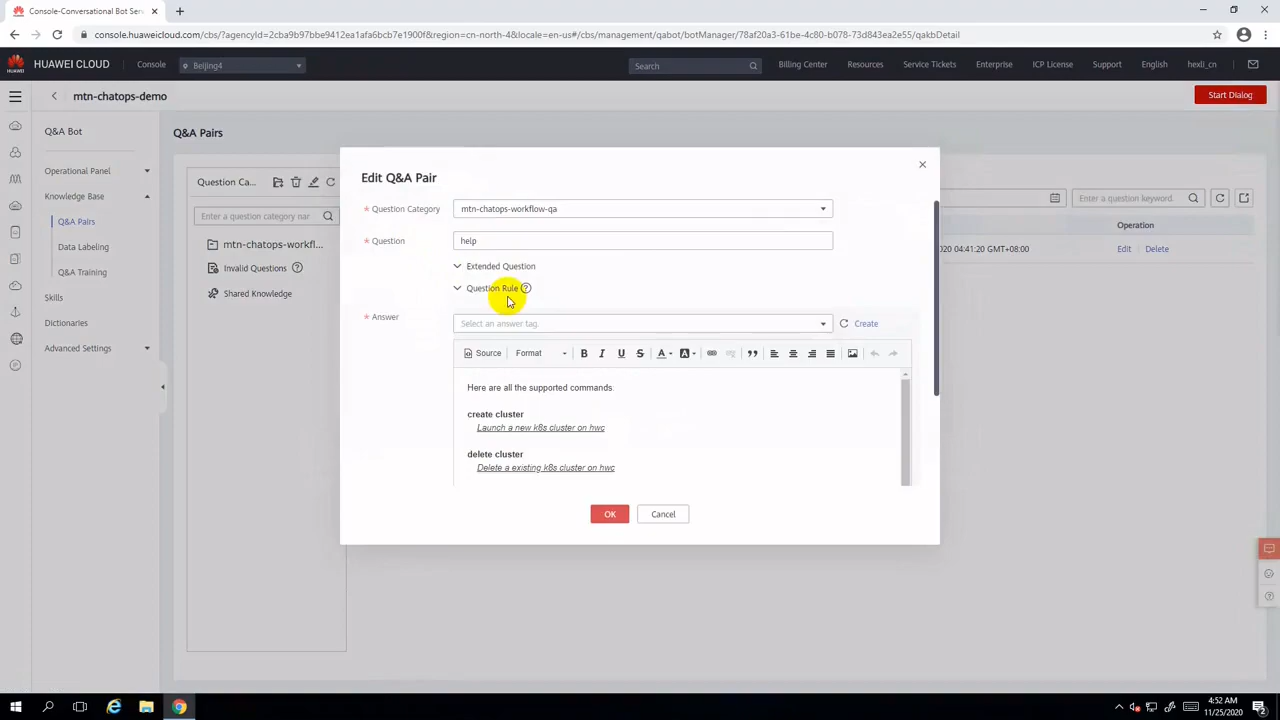 Console-Conversational Bot Ser
console.huaweicloud.com/cbs/?agencyId=2cba9b97bbe9412ea1afa6bcb7e1900f&region=cn-north-4&locale=en-us#/cbs/management/qabot/botManager/78af20a3-61be-4c80-b078-73d843ea2e55/qakbDetail
HUAWEI
HUAWEI CLOUD
Console
Beijing4
Search
Billing Center
Resources
Service Tickets
Enterprise
ICP License
Support
English
hexli_cn
mtn-chatops-demo
Start Dialog
Q&A Bot
Operational Panel
Knowledge Base
Q&A Pairs
Data Labeling
Q&A Training
Skills
Dictionaries
Advanced Settings
Q&A Pairs
Question Ca...
Enter a question category nar
mtn-chatops-workfl...
Invalid Questions
Shared Knowledge
Enter a question keyword.
Operation
2020 04:41:20 GMT+08:00
Edit
Delete
Edit Q&A Pair
* Question Category
mtn-chatops-workflow-qa
* Question
help
Extended Question
Question Rule
* Answer
Select an answer tag.
Create
Source
Format
B I U S A A
Here are all the supported commands:
create cluster
Launch a new k8s cluster on hwc
delete cluster
Delete a existing k8s cluster on hwc
OK
Cancel
4:52 AM
11/25/2020
2